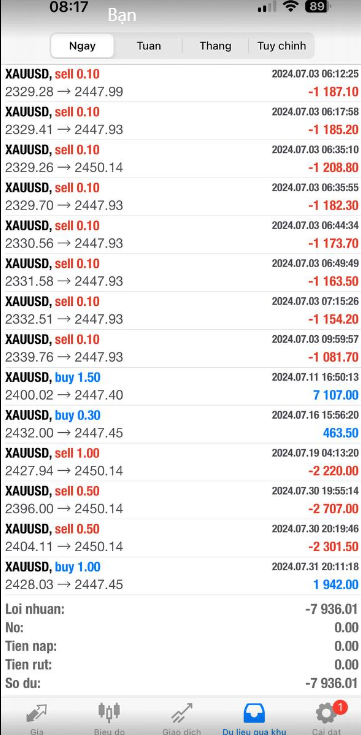 08:17 Bạn 89
Ngay Tuan Thang Tuy chinh
XAUUSD, sell 0.10 2024.07.03 06:12:25
2329.28 → 2447.99 -1 187.10
XAUUSD, sell 0.10 2024.07.03 06:17:58
2329.41 → 2447.93 -1 185.20
XAUUSD, sell 0.10 2024.07.03 06:35:10
2329.26 → 2450.14 -1 208.80
XAUUSD, sell 0.10 2024.07.03 06:35:55
2329.70 → 2447.93 -1 182.30
XAUUSD, sell 0.10 2024.07.03 06:44:34
2330.56 → 2447.93 -1 173.70
XAUUSD, sell 0.10 2024.07.03 06:49:49
2331.58 → 2447.93 -1 163.50
XAUUSD, sell 0.10 2024.07.03 07:15:26
2332.51 → 2447.93 -1 154.20
XAUUSD, sell 0.10 2024.07.03 09:59:57
2339.76 → 2447.93 -1 081.70
XAUUSD, buy 1.50 2024.07.11 16:50:13
2400.02 → 2447.40 7 107.00
XAUUSD, buy 0.30 2024.07.16 15:56:20
2432.00 → 2447.45 463.50
XAUUSD, sell 1.00 2024.07.19 04:13:20
2427.94 → 2450.14 -2 220.00
XAUUSD, sell 0.50 2024.07.30 19:55:14
2396.00 → 2450.14 -2 707.00
XAUUSD, sell 0.50 2024.07.30 20:19:46
2404.11 → 2450.14 -2 301.50
XAUUSD, buy 1.00 2024.07.31 20:11:18
2428.03 → 2447.45 1 942.00
Loi nhuan: -7 936.01
No: 0.00
Tien nap: 0.00
Tien rut: 0.00
So du: -7 936.01
1
Gia Bieu do Giao dich Du lieu qua khu Cai dat